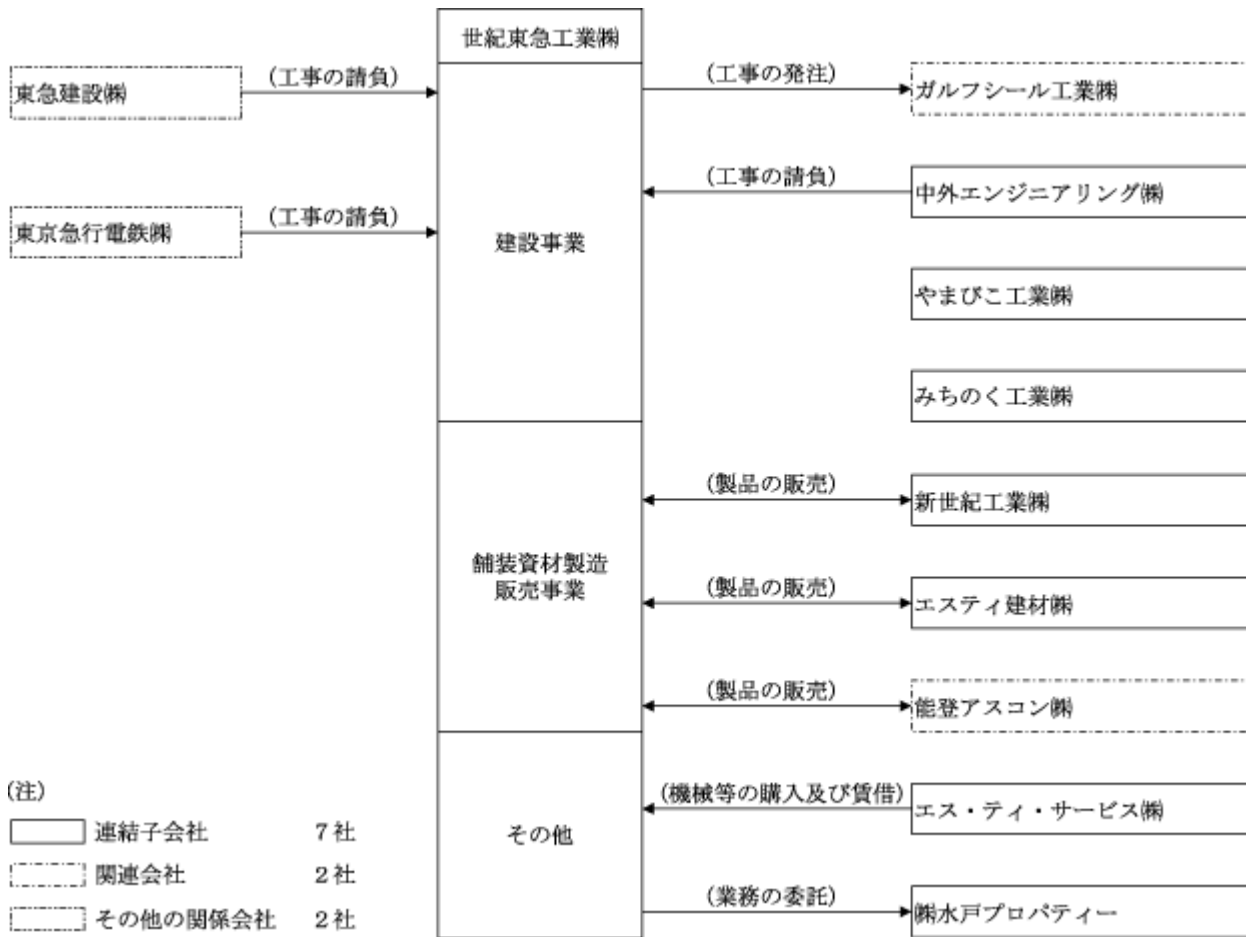 世紀東急工業㈱
東急建設㈱
(工事の請負)
東京急行電鉄㈱
(工事の請負)
建設事業
(工事の発注)
ガルフシール工業㈱
(工事の請負)
中外エンジニアリング㈱
やまびこ工業㈱
みちのく工業㈱
舗装資材製造
販売事業
(製品の販売)
新世紀工業㈱
(製品の販売)
エスティ建材㈱
(製品の販売)
能登アスコン㈱
その他
(機械等の購入及び賃借)
エス・ティ・サービス㈱
(業務の委託)
㈱水戸プロパティー
(注)
連結子会社 7社
関連会社 2社
その他の関係会社 2社